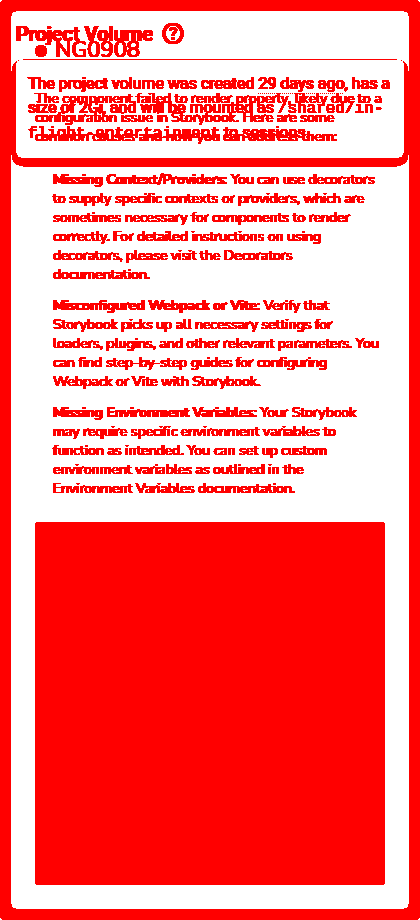 Project Volume ?
NG0908
The project volume was created 29 days ago, has a
The component failed to render properly, likely due to a
size of 2Gi, and will be mounted as /shared/in-
configuration issue in Storybook. Here are some
flight-entertainment to sessions.
common causes and how you can address them:
Missing Context/Providers: You can use decorators
to supply specific contexts or providers, which are
sometimes necessary for components to render
correctly. For detailed instructions on using
decorators, please visit the Decorators
documentation.
Misconfigured Webpack or Vite: Verify that
Storybook picks up all necessary settings for
loaders, plugins, and other relevant parameters. You
can find step-by-step guides for configuring
Webpack or Vite with Storybook.
Missing Environment Variables: Your Storybook
may require specific environment variables to
function as intended. You can set up custom
environment variables as outlined in the
Environment Variables documentation.